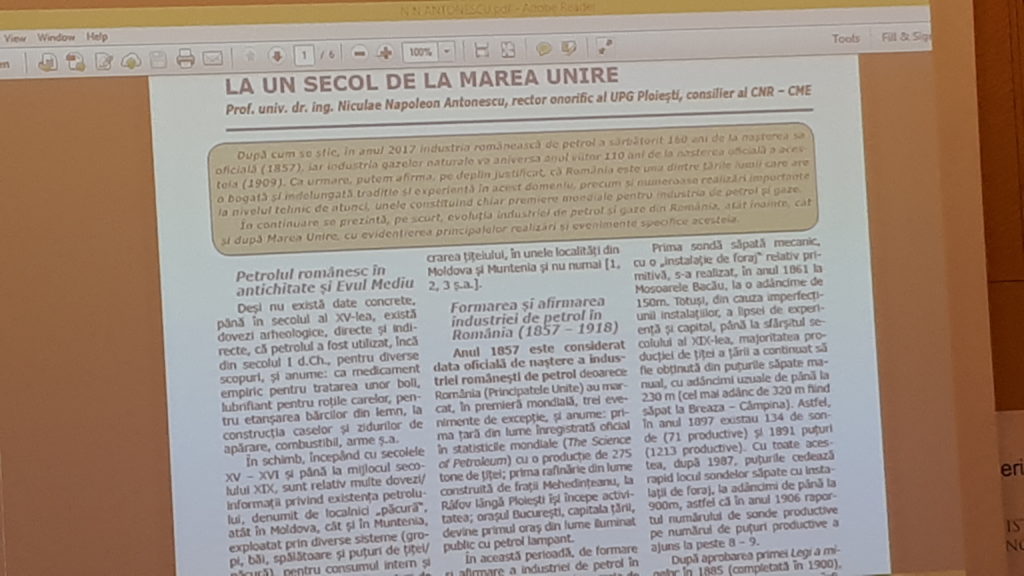 N.N.ANTONESCU.pdf - Adobe Reader
View Window Help
1 / 6
100%
Tools
Fill & Sig
LA UN SECOL DE LA MAREA UNIRE
Prof. univ. dr. ing. Niculae Napoleon Antonescu, rector onorific al UPG Ploiești, consilier al CNR – CME
După cum se știe, în anul 2017 industria românească de petrol a sărbătorit 160 ani de la nașterea sa
oficială (1857), iar industria gazelor naturale va aniversa anul viitor 110 ani de la nașterea oficială a aces-
teia (1909). Ca urmare, putem afirma, pe deplin justificat, că România este una dintre țările lumii care are
o bogată și îndelungată tradiție și experiență în acest domeniu, precum și numeroase realizări importante
la nivelul tehnic de atunci, unele constituind chiar premiere mondiale pentru industria de petrol și gaze.
În continuare se prezintă, pe scurt, evoluția industriei de petrol și gaze din România, atât înainte, cât
și după Marea Unire, cu evidențierea principalelor realizări și evenimente specifice acesteia.
Petrolul românesc în
antichitate și Evul Mediu
Deși nu există date concrete,
până în secolul al XV-lea, există
dovezi arheologice, directe și indi-
recte, că petrolul a fost utilizat, încă
din secolul I d.Ch., pentru diverse
scopuri, și anume: ca medicament
empiric pentru tratarea unor boli,
lubrifiant pentru roțile carelor, pen-
tru etanșarea bărcilor din lemn, la
construcția caselor și zidurilor de
apărare, combustibil, arme ș.a.
În schimb, începând cu secolele
XV – XVI și până la mijlocul seco-
lului XIX, sunt relativ multe dovezi/
informații privind existența petrolu-
lui, denumit de localnici „păcură”,
atât în Moldova, cât și în Muntenia,
exploatat prin diverse sisteme (gro-
pi, băi, spălătoare și puțuri de țiței/
păcură), pentru consumul intern și
crarea țițeiului, în unele localități din
Moldova și Muntenia și nu numai [1,
2, 3 ș.a.].
Formarea și afirmarea
industriei de petrol în
România (1857 – 1918)
Anul 1857 este considerat
data oficială de naștere a indus-
triei românești de petrol deoarece
România (Principatele Unite) au mar-
cat, în premieră mondială, trei eve-
nimente de excepție, și anume: pri-
ma țară din lume înregistrată oficial
în statisticile mondiale (The Science
of Petroleum) cu o producție de 275
tone de țiței; prima rafinărie din lume
construită de frații Mehedințeanu, la
Râfov lângă Ploiești își începe activi-
tatea; orașul București, capitala țării,
devine primul oraș din lume iluminat
public cu petrol lampant.
În această perioadă, de formare
și afirmare a industriei de petrol în
Prima sondă săpată mecanic,
cu o „instalație de foraj” relativ pri-
mitivă, s-a realizat, în anul 1861 la
Mosoarele Bacău, la o adâncime de
150m. Totuși, din cauza imperfecți-
unii instalațiilor, a lipsei de experi-
ență și capital, până la sfârșitul se-
colului al XIX-lea, majoritatea pro-
ducției de țiței a țării a continuat să
fie obținută din puțurile săpate ma-
nual, cu adâncimi uzuale de până la
230 m (cel mai adânc de 320 m fiind
săpat la Breaza – Câmpina). Astfel,
în anul 1897 existau 134 de son-
de (71 productive) și 1891 puțuri
(1213 productive). Cu toate aces-
tea, după 1987, puțurile cedează
rapid locul sondelor săpate cu insta-
lații de foraj, la adâncimi de până la
900m, astfel că în anul 1906 rapor-
tul numărului de sonde productive
pe numărul de puțuri productive a
ajuns la peste 8 – 9.
După aprobarea primei Legi a mi-
nelor în 1885 (completată în 1900),
eri
IST
NO